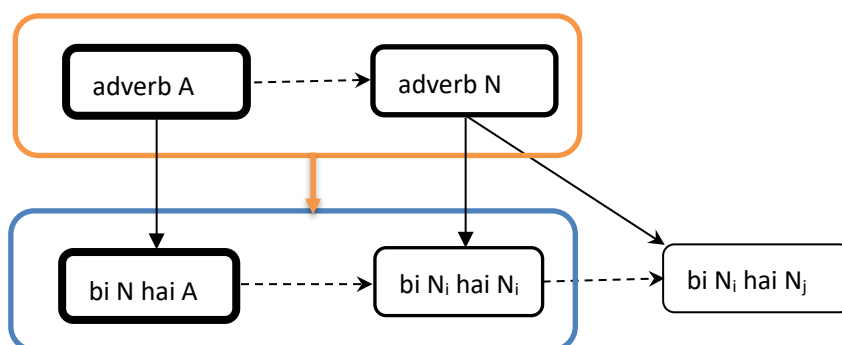 adverb A
adverb N
bi N hai A
bi Nᵢ hai Nᵢ
bi Nᵢ hai Nⱼ